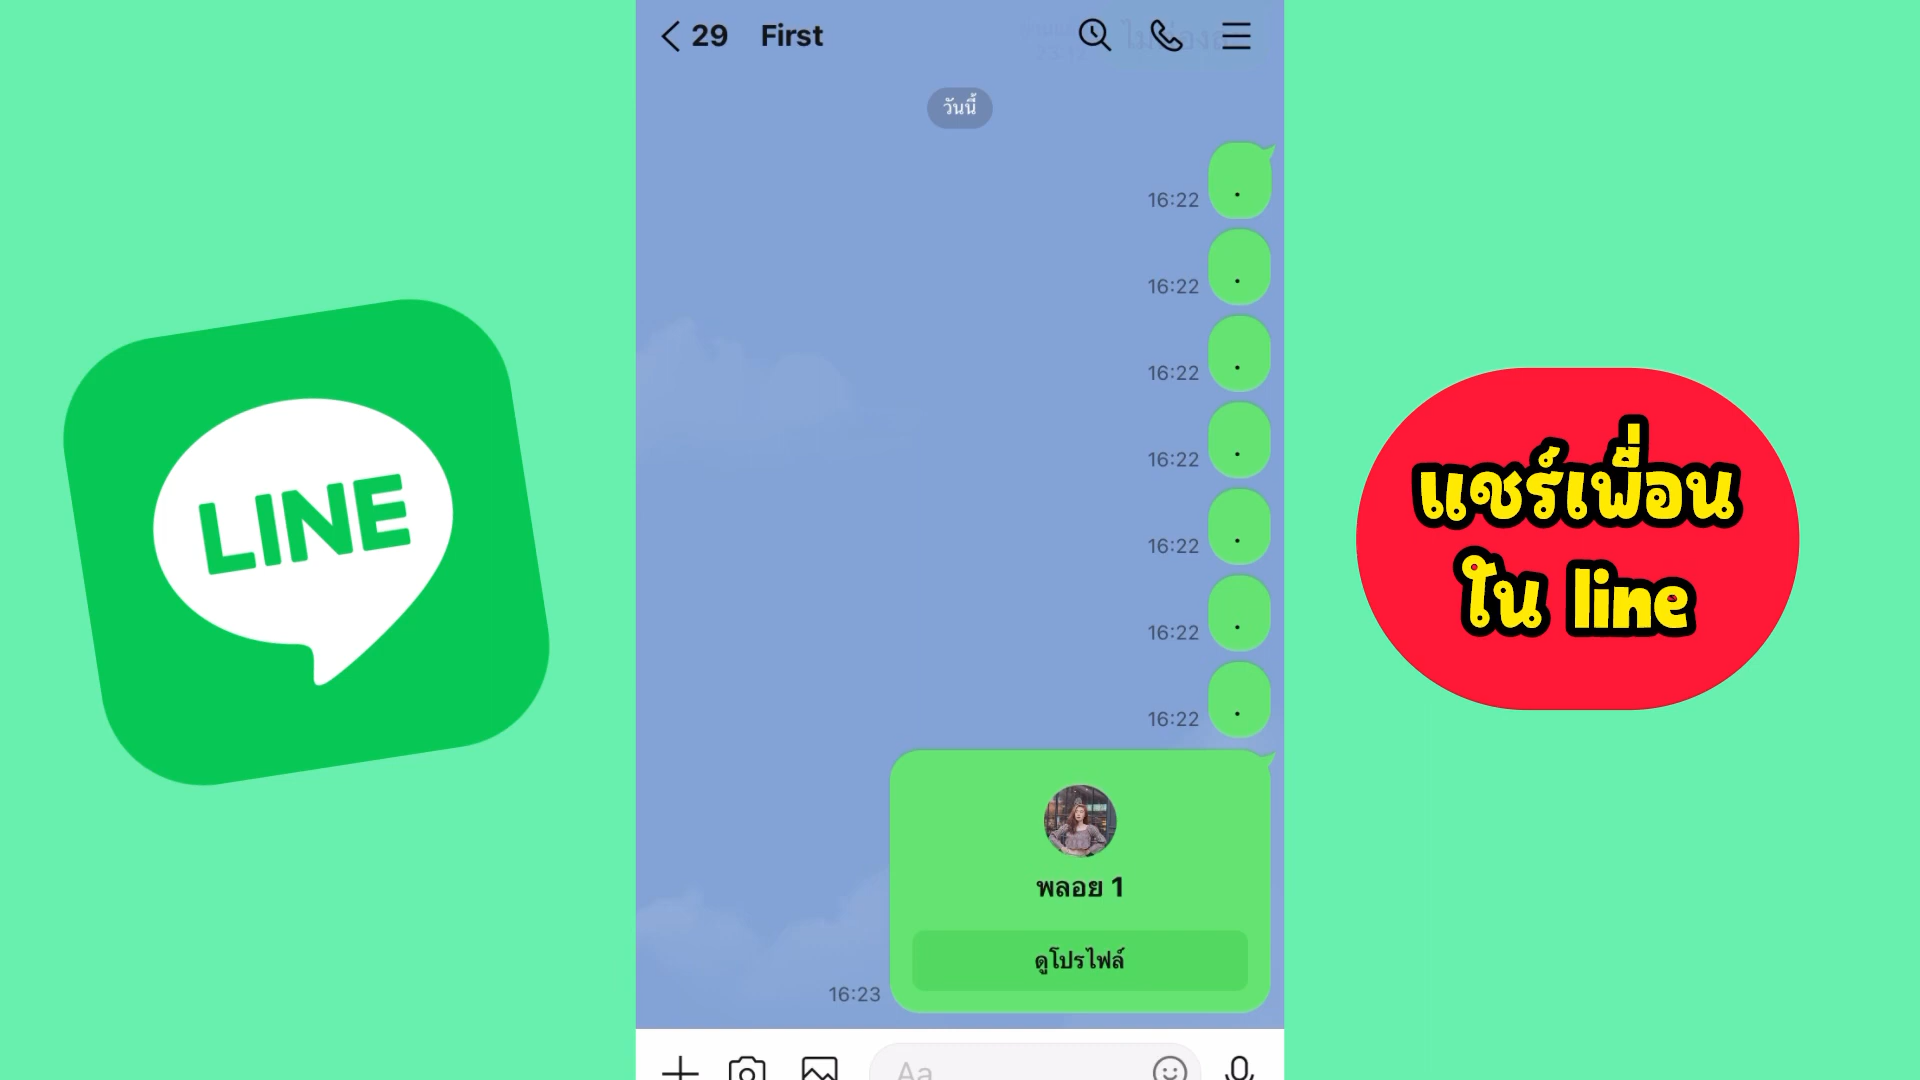 29 First
วันนี้
.
16:22
.
16:22
.
16:22
.
16:22
.
16:22
.
16:22
.
16:22
พลอย 1
ดูโปรไฟล์
16:23
Aa
LINE
แชร์เพื่อน
ใน line